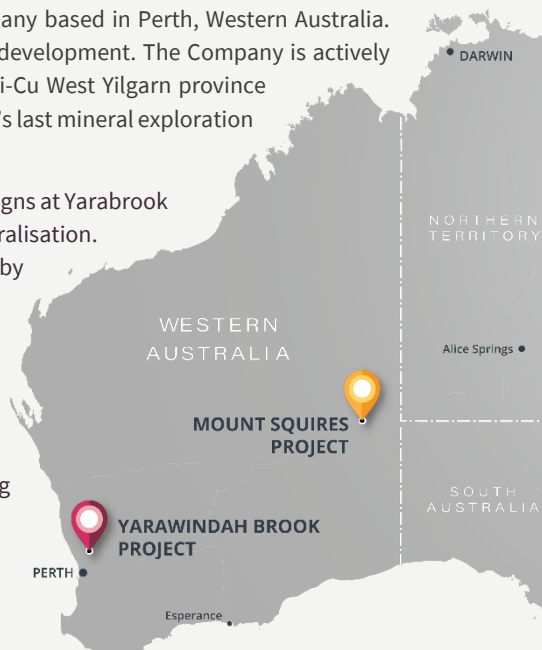 any based in Perth, Western Australia.
development. The Company is actively
i-Cu West Yilgarn province
's last mineral exploration
gns at Yarabrook
ralisation.
by
g
DARWIN
NORTHERN
TERRITORY
WESTERN
AUSTRALIA
Alice Springs
MOUNT SQUIRES
PROJECT
SOUTH
AUSTRALIA
YARAWINDAH BROOK
PROJECT
PERTH
Esperance